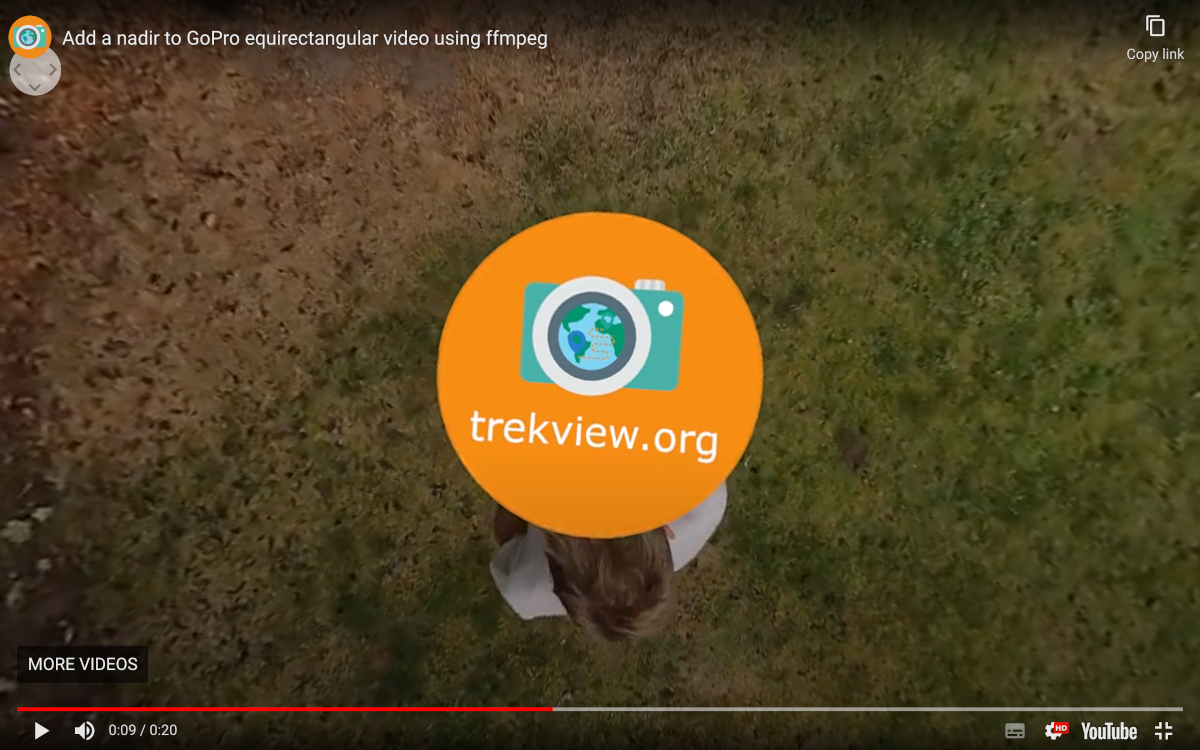 Add a nadir to GoPro equirectangular video using ffmpeg
Copy link
trekview.org
MORE VIDEOS
0:09 / 0:20
HD
YouTube